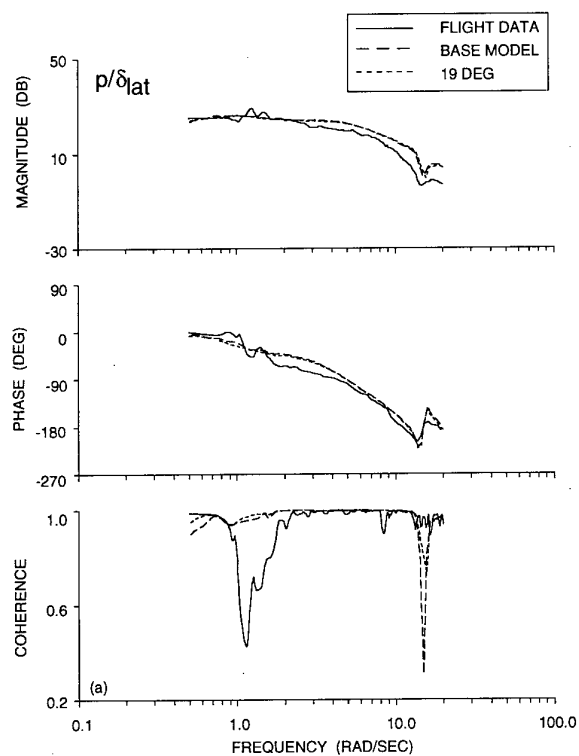 FLIGHT DATA
BASE MODEL
19 DEG
p/δlat
50
10
-30
MAGNITUDE (DB)
90
0
-90
-180
-270
PHASE (DEG)
1.0
0.6
0.2
COHERENCE
(a)
0.1 1.0 10.0 100.0
FREQUENCY (RAD/SEC)